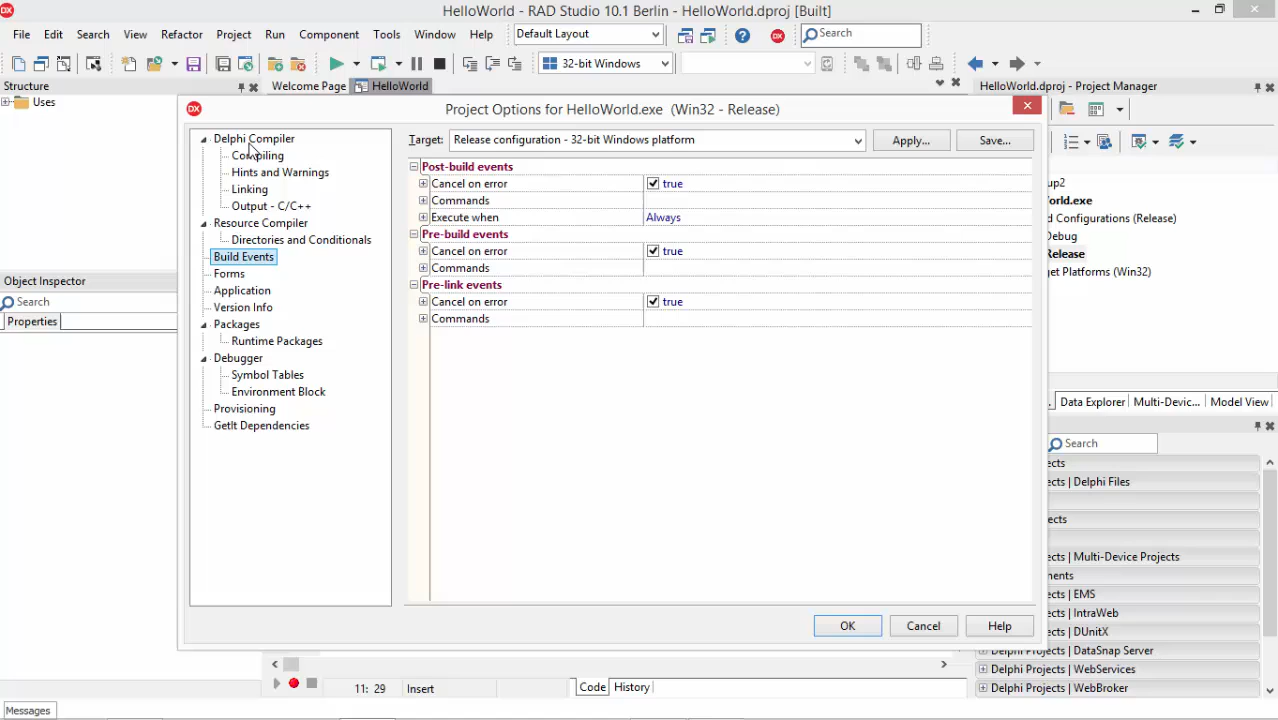 HelloWorld - RAD Studio 10.1 Berlin - HelloWorld.dproj [Built]
File Edit Search View Refactor Project Run Component Tools Window Help Default Layout Search
32-bit Windows
Structure Welcome Page HelloWorld HelloWorld.dproj - Project Manager
Uses
Project Options for HelloWorld.exe (Win32 - Release)
Delphi Compiler
Compiling
Hints and Warnings
Linking
Output - C/C++
Resource Compiler
Directories and Conditionals
Build Events
Forms
Application
Version Info
Packages
Runtime Packages
Debugger
Symbol Tables
Environment Block
Provisioning
GetIt Dependencies
Target: Release configuration - 32-bit Windows platform Apply... Save...
Post-build events
Cancel on error true
Commands
Execute when Always
Pre-build events
Cancel on error true
Commands
Pre-link events
Cancel on error true
Commands
OK Cancel Help
Object Inspector
Search
Properties
up2
orld.exe
d Configurations (Release)
Debug
Release
et Platforms (Win32)
Data Explorer Multi-Devic... Model View
Search
ects
ects | Delphi Files
ects
ects | Multi-Device Projects
nents
ects | EMS
ects | IntraWeb
ects | DUnitX
Delphi Projects | DataSnap Server
Delphi Projects | WebServices
Delphi Projects | WebBroker
11: 29 Insert Code History
Messages